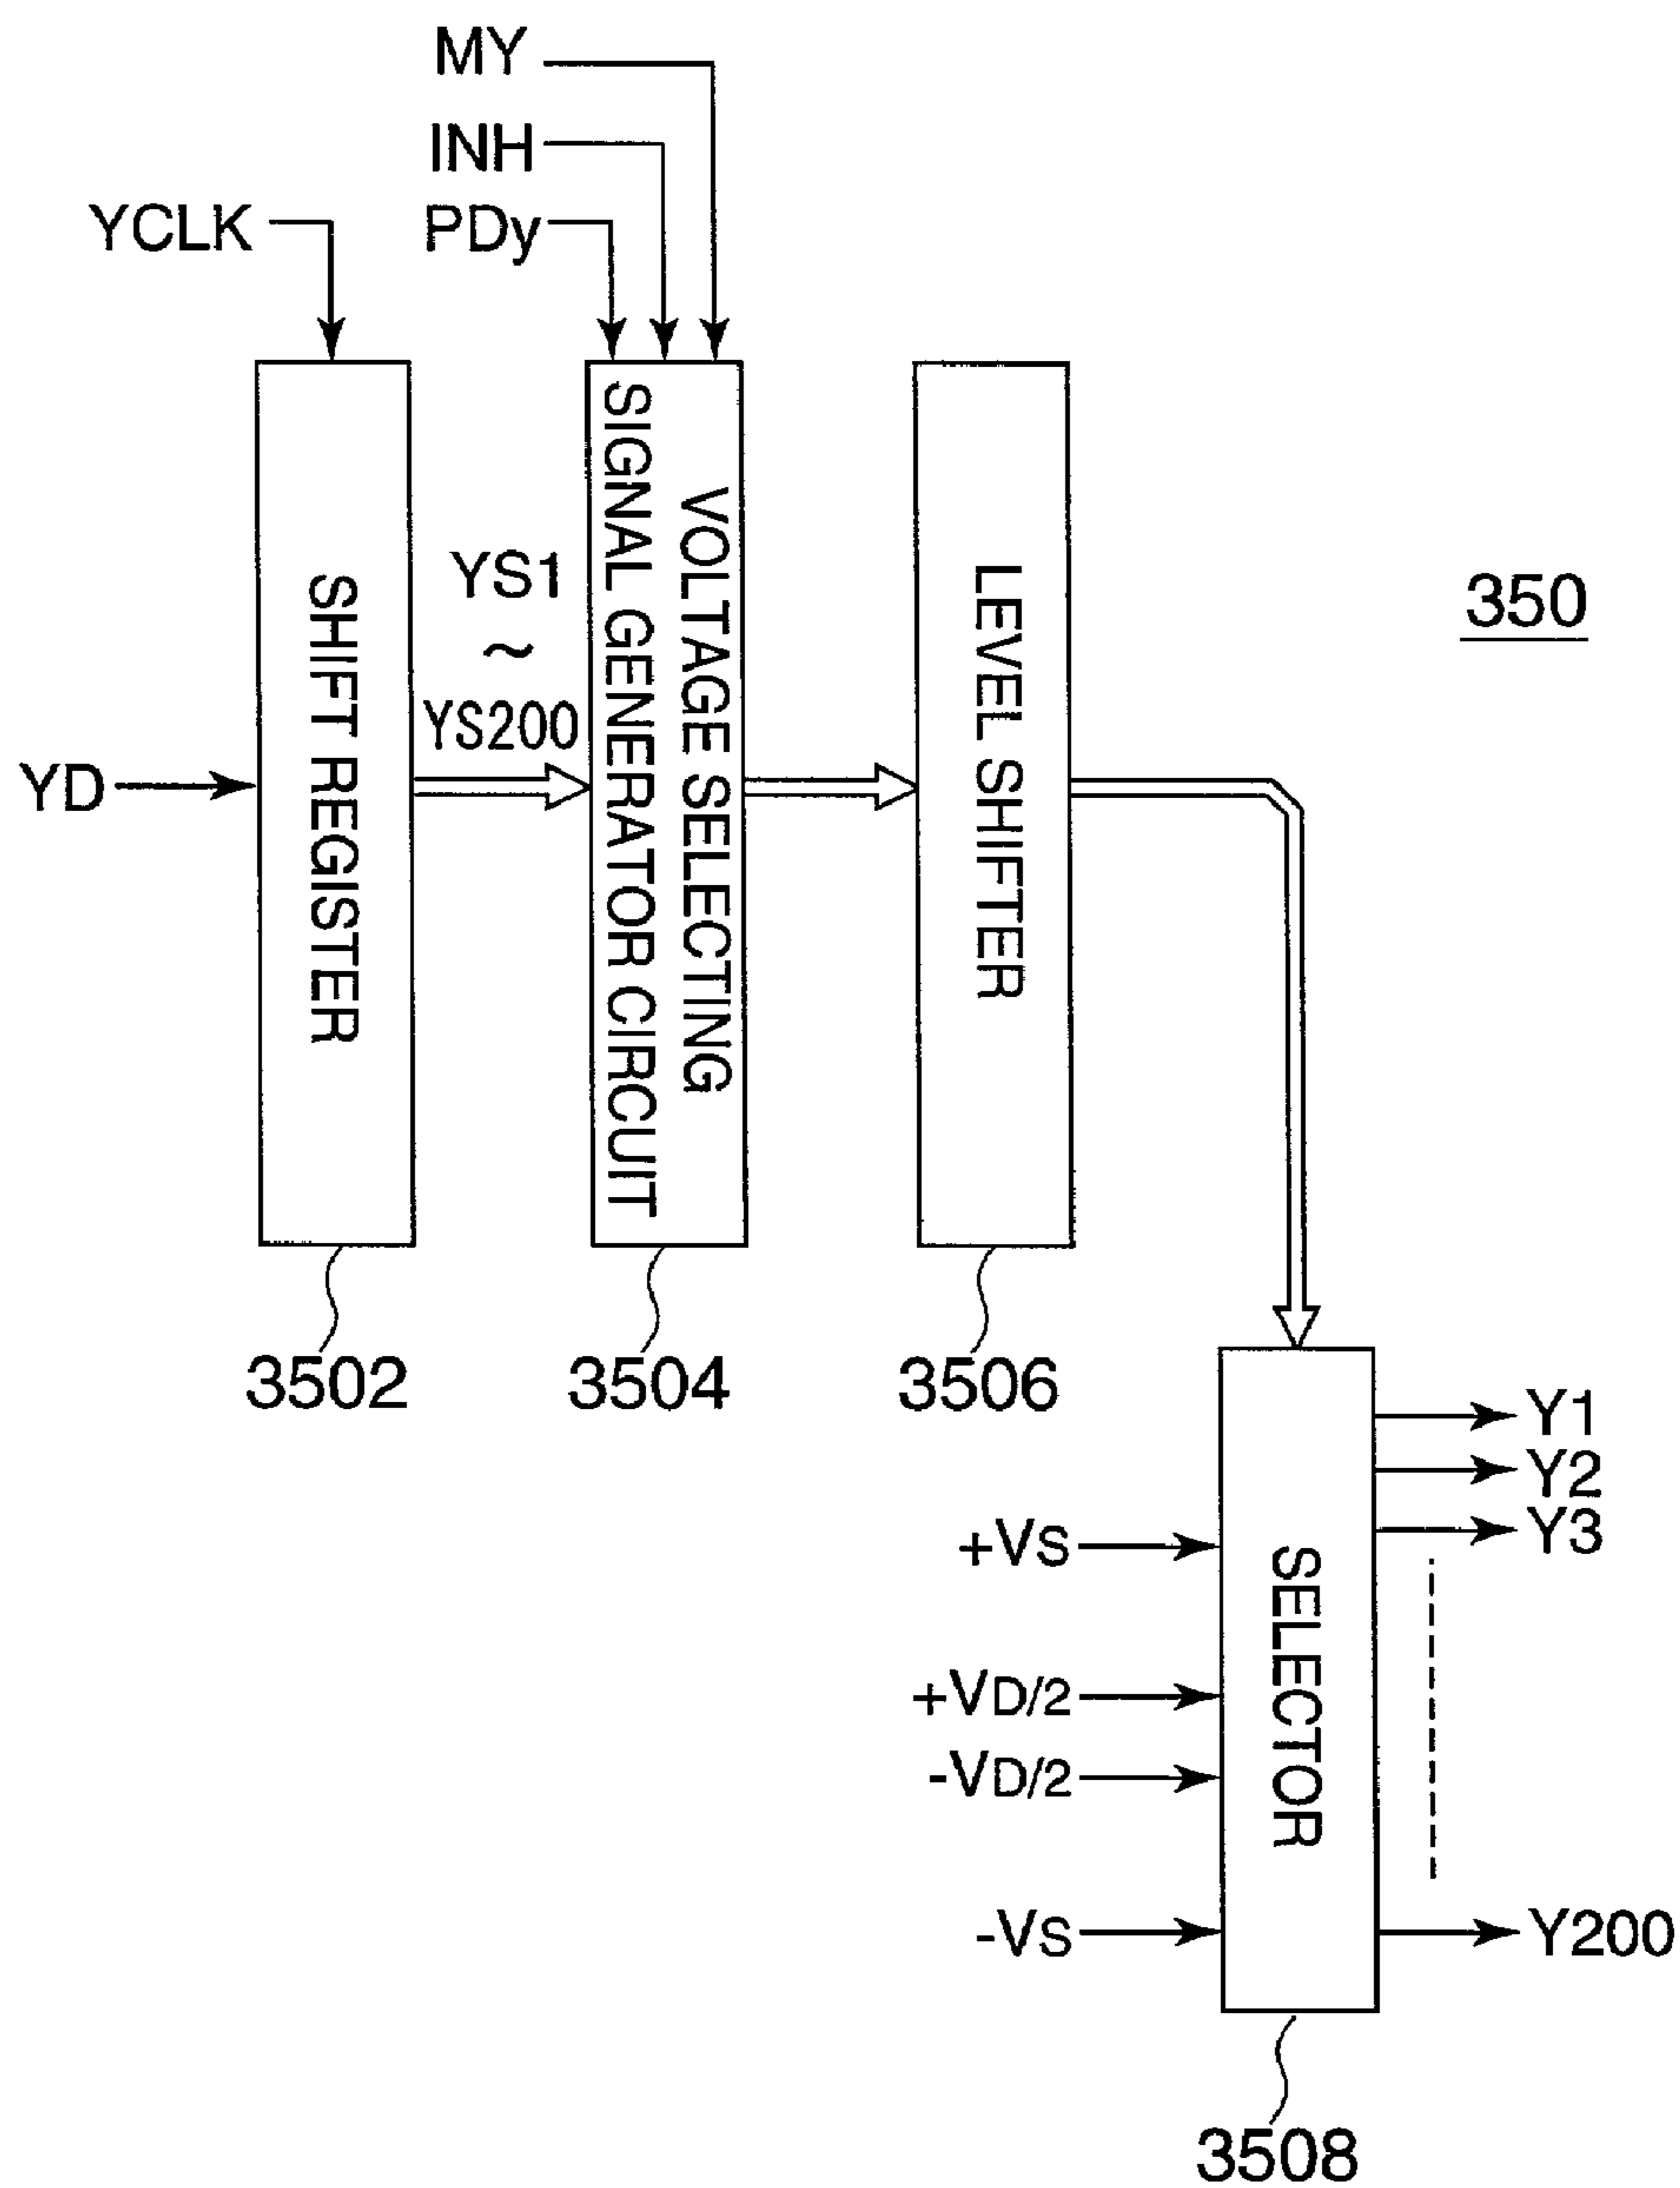 MY
INH
PDy
YCLK
YD
SHIFT REGISTER
YS1
~
YS200
VOLTAGE SELECTING
SIGNAL GENERATOR CIRCUIT
LEVEL SHIFTER
350
3502
3504
3506
SELECTOR
+VS
+VD/2
-VD/2
-VS
Y1
Y2
Y3
Y200
3508